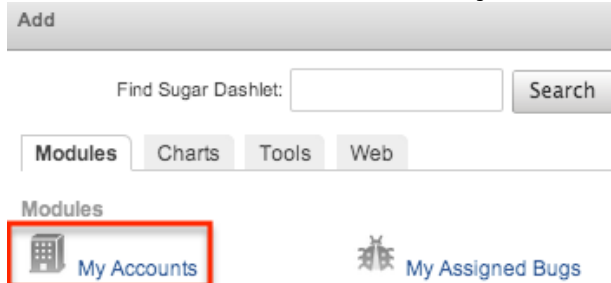 Add
Find Sugar Dashlet: Search
Modules Charts Tools Web
Modules
My Accounts My Assigned Bugs